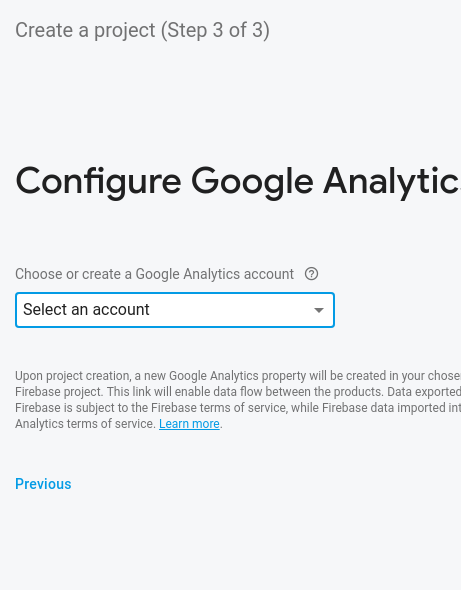 Create a project (Step 3 of 3)
Configure Google Analytics
Choose or create a Google Analytics account
Select an account
Upon project creation, a new Google Analytics property will be created in your chose
Firebase project. This link will enable data flow between the products. Data exported
Firebase is subject to the Firebase terms of service, while Firebase data imported int
Analytics terms of service. Learn more.
Previous